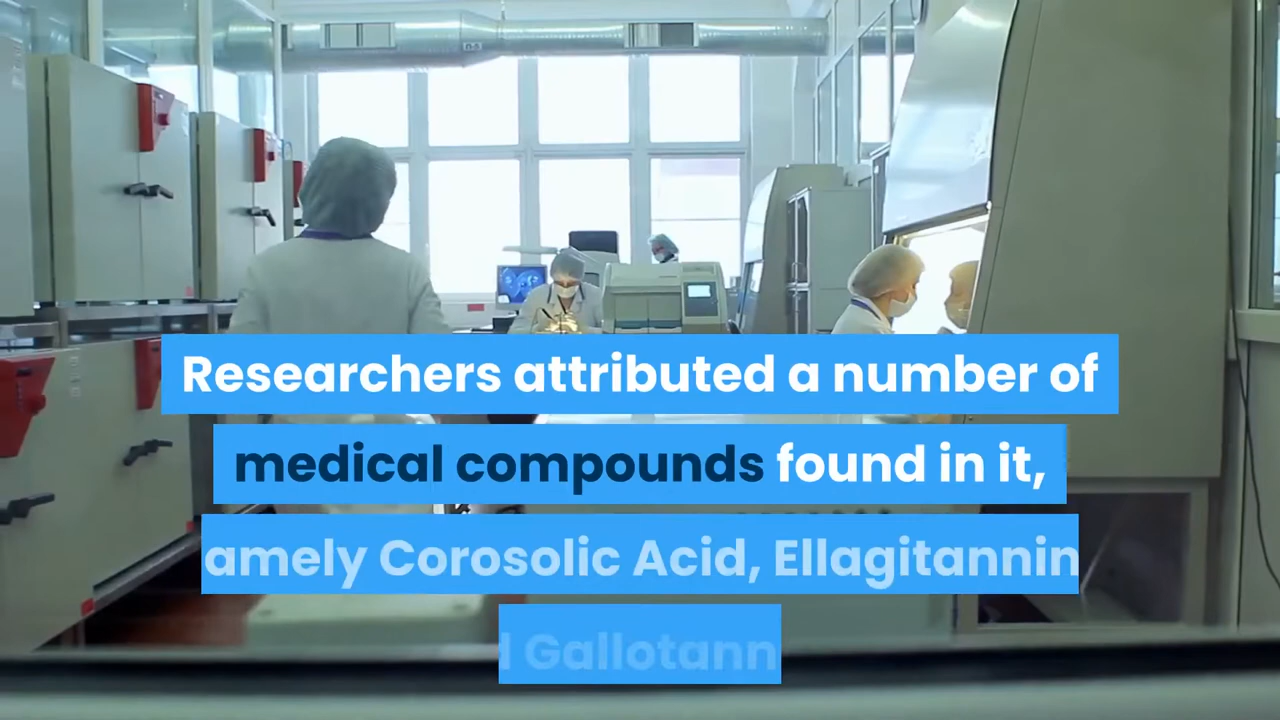 Researchers attributed a number of
medical compounds found in it,
amely Corosolic Acid, Ellagitannin
Gallotann